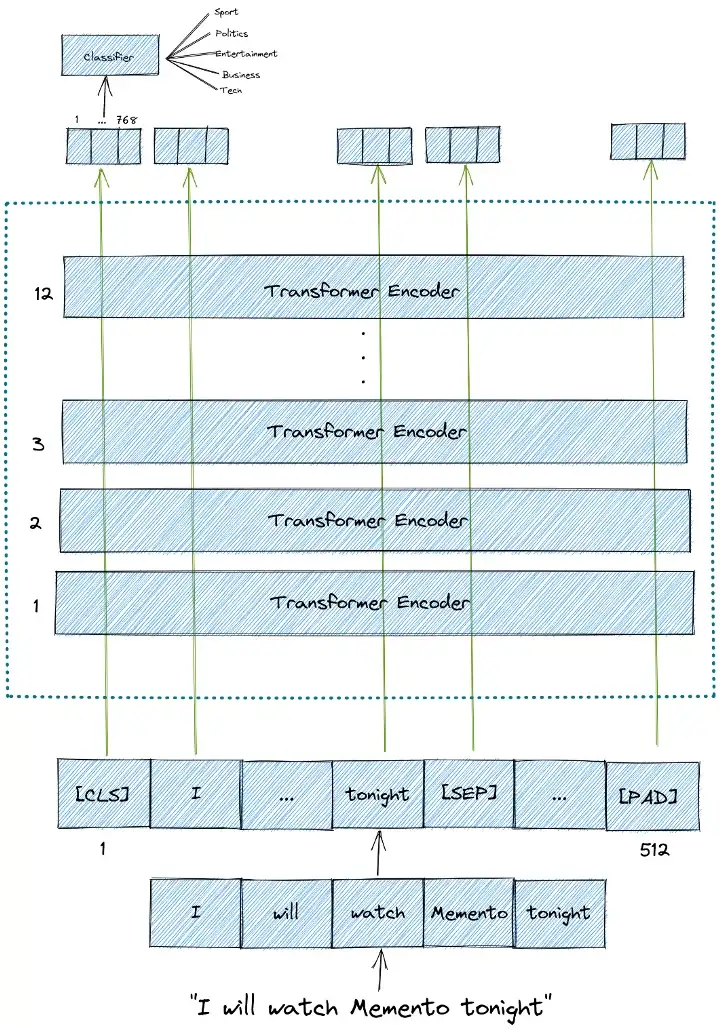 Sport
Politics
Classifier
Entertainment
Business
Tech
1 ... 768
12 Transformer Encoder
.
.
.
3 Transformer Encoder
2 Transformer Encoder
1 Transformer Encoder
[CLS] I ... tonight [SEP] ... [PAD]
1 512
I will watch Memento tonight
"I will watch Memento tonight"